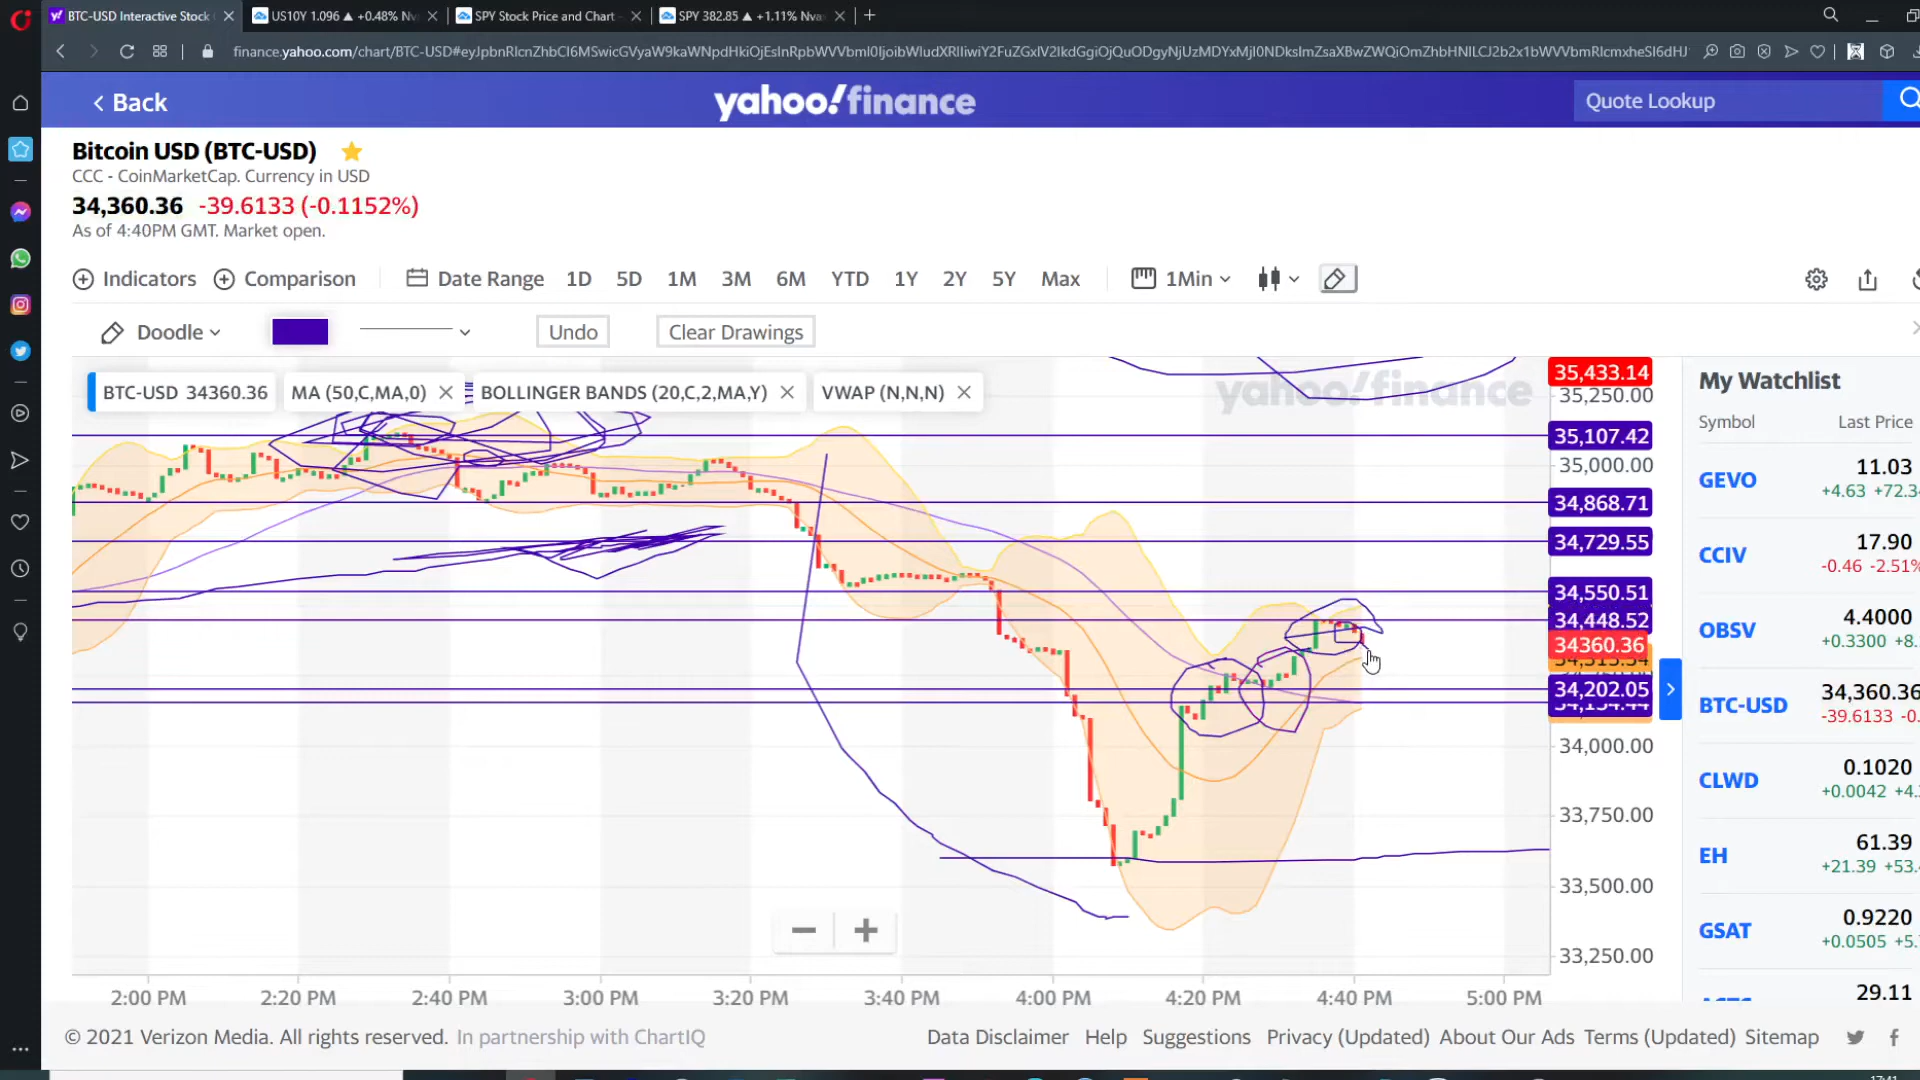 BTC-USD Interactive Stock
US10Y 1.096 ▲ +0.48%
SPY Stock Price and Chart
SPY 382.85 ▲ +1.11%
Back
yahoo!finance
Quote Lookup
Bitcoin USD (BTC-USD)
CCC - CoinMarketCap. Currency in USD
34,360.36 -39.6133 (-0.1152%)
As of 4:40PM GMT. Market open.
Indicators Comparison Date Range 1D 5D 1M 3M 6M YTD 1Y 2Y 5Y Max 1Min
Doodle Undo Clear Drawings
BTC-USD 34360.36 MA (50,C,MA,0) BOLLINGER BANDS (20,C,2,MA,Y) VWAP (N,N,N)
yahoo!finance
35,433.14
35,250.00
35,107.42
35,000.00
34,868.71
34,729.55
34,550.51
34,448.52
34360.36
34,202.05
34,000.00
33,750.00
33,500.00
33,250.00
2:00 PM 2:20 PM 2:40 PM 3:00 PM 3:20 PM 3:40 PM 4:00 PM 4:20 PM 4:40 PM 5:00 PM
My Watchlist
Symbol Last Price
GEVO 11.03
+4.63 +72.3
CCIV 17.90
-0.46 -2.51%
OBSV 4.4000
+0.3300 +8.
BTC-USD 34,360.36
-39.6133 -0.
CLWD 0.1020
+0.0042 +4.
EH 61.39
+21.39 +53.
GSAT 0.9220
+0.0505 +5.
29.11
© 2021 Verizon Media. All rights reserved. In partnership with ChartIQ
Data Disclaimer Help Suggestions Privacy (Updated) About Our Ads Terms (Updated) Sitemap